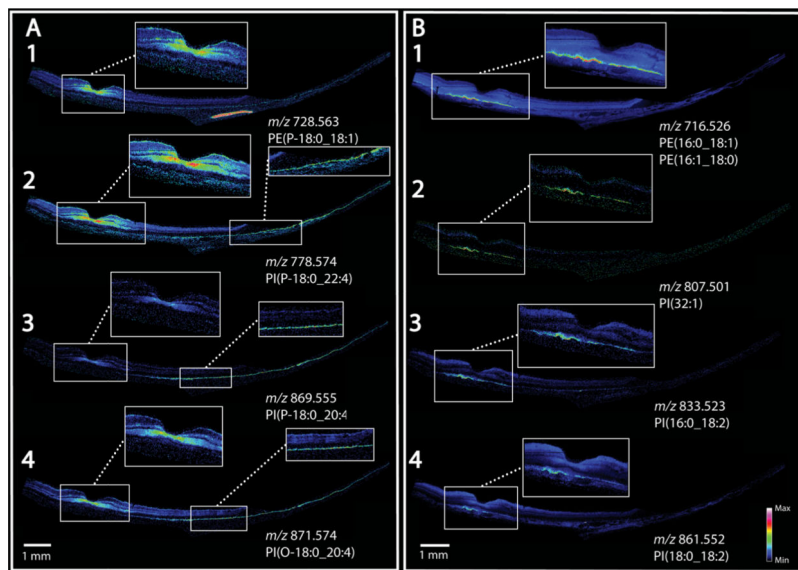 A
1
m/z 728.563
PE(P-18:0_18:1)
2
m/z 778.574
PI(P-18:0_22:4)
3
m/z 869.555
PI(P-18:0_20:4
4
m/z 871.574
PI(O-18:0_20:4)
1 mm
B
1
m/z 716.526
PE(16:0_18:1)
PE(16:1_18:0)
2
m/z 807.501
PI(32:1)
3
m/z 833.523
PI(16:0_18:2)
4
m/z 861.552
PI(18:0_18:2)
1 mm
Max
Min